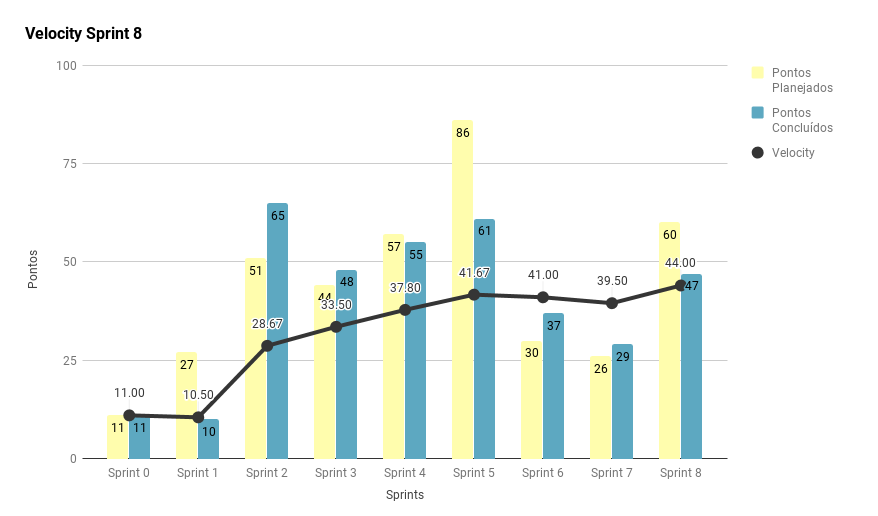 Velocity Sprint 8
100
75
50
25
0
Pontos
11
11
11.00
27
10
10.50
51
65
28.67
44
48
33.50
57
55
37.80
86
61
41.67
30
37
41.00
26
29
39.50
60
47
44.00
Sprint 0
Sprint 1
Sprint 2
Sprint 3
Sprint 4
Sprint 5
Sprint 6
Sprint 7
Sprint 8
Sprints
Pontos
Planejados
Pontos
Concluídos
Velocity